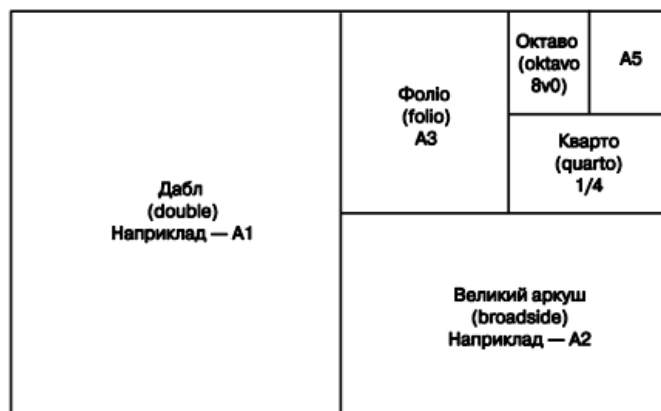 Дабл
(double)
Наприклад — А1
Фоліо
(folio)
А3
Октаво
(oktavo
8v0)
А5
Кварто
(quarto)
1/4
Великий аркуш
(broadside)
Наприклад — А2